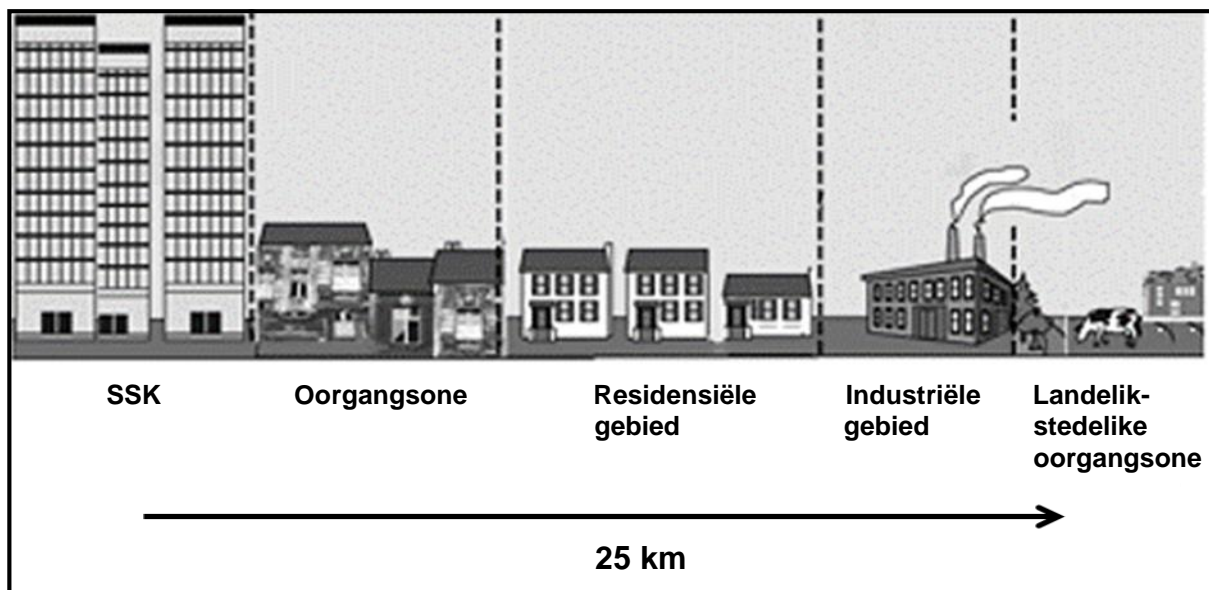 SSK
Oorgangsone
Residensiële
gebied
Industriële
gebied
Landelik-
stedelike
oorgangsone
25 km